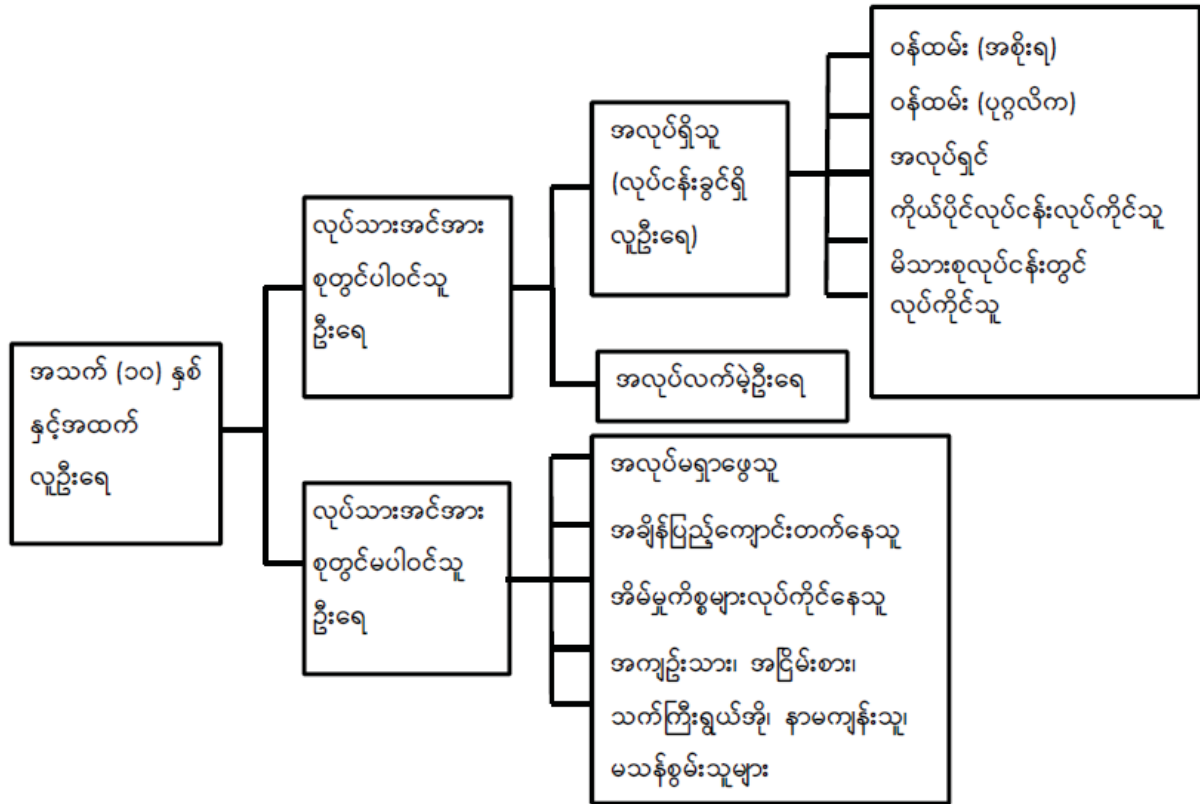 အသက် (၁၀) နှစ်
နှင့်အထက်
လူဦးရေ
လုပ်သားအင်အား
စုတွင်ပါဝင်သူ
ဦးရေ
လုပ်သားအင်အား
စုတွင်မပါဝင်သူ
ဦးရေ
အလုပ်ရှိသူ
(လုပ်ငန်းခွင်ရှိ
လူဦးရေ)
အလုပ်လက်မဲ့ဦးရေ
ဝန်ထမ်း (အစိုးရ)
ဝန်ထမ်း (ပုဂ္ဂလိက)
အလုပ်ရှင်
ကိုယ်ပိုင်လုပ်ငန်းလုပ်ကိုင်သူ
မိသားစုလုပ်ငန်းတွင်
လုပ်ကိုင်သူ
အလုပ်မရှာဖွေသူ
အချိန်ပြည့်ကျောင်းတက်နေသူ
အိမ်မှုကိစ္စများလုပ်ကိုင်နေသူ
အကျဉ်းသား၊ အငြိမ်းစား၊
သက်ကြီးရွယ်အို၊ နာမကျန်းသူ၊
မသန်စွမ်းသူများ